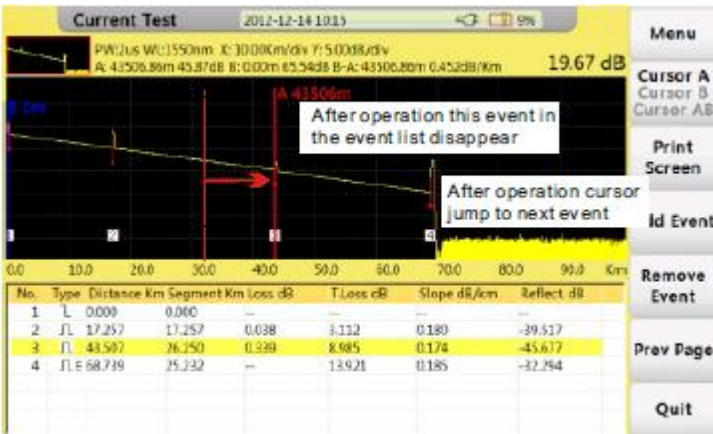 Current Test 2012-12-14 10:15 9%
PW:2us WL:1550nm X: 10.00Km/div Y: 5.00dB/div
A: 43506.86m 45.87dB B: 0.00m 65.54dB B-A: 43506.86m 0.452dB/Km
19.67 dB
B 0m
A 43506m
After operation this event in
the event list disappear
After operation cursor
jump to next event
1 2 3 4
0.0 10.0 20.0 30.0 40.0 50.0 60.0 70.0 80.0 90.0 Km
No. Type Distance Km Segment Km Loss dB T.Loss dB Slope dB/km Reflect dB
1 0.000 0.000 -- -- -- --
2 17.257 17.257 0.038 3.112 0.180 -39.517
3 43.507 26.250 0.339 8.985 0.174 -45.677
4 E 68.739 25.232 -- 13.921 0.185 -32.294
Menu
Cursor A
Cursor B
Cursor AB
Print
Screen
dd Event
Remove
Event
Prev Page
Quit